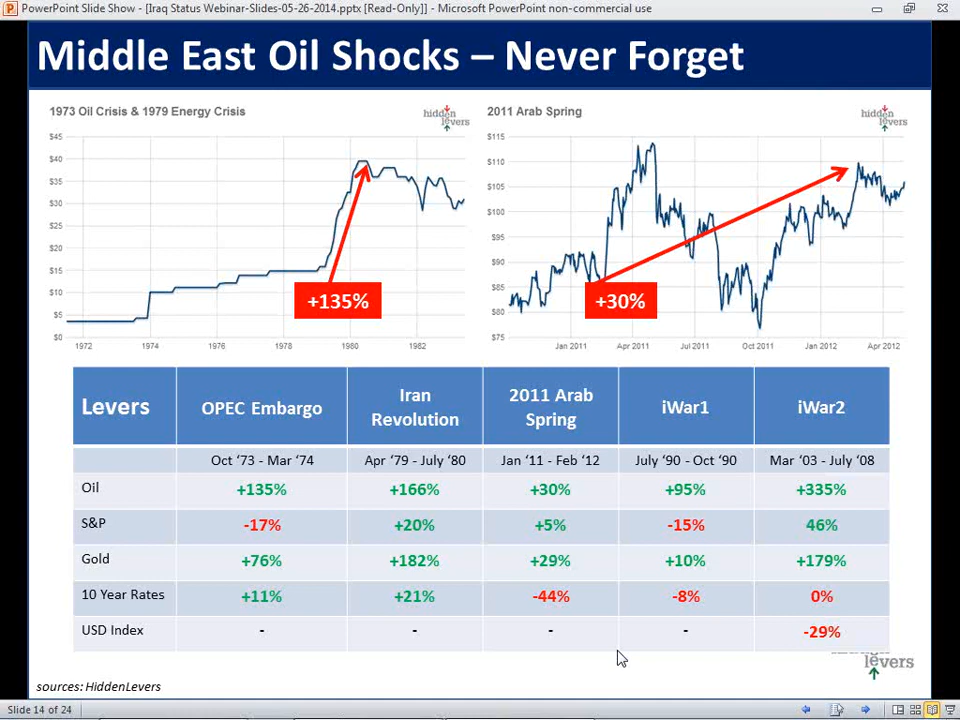 PowerPoint Slide Show - [Iraq Status Webinar-Slides-05-26-2014.pptx [Read-Only]] - Microsoft PowerPoint non-commercial use
Middle East Oil Shocks – Never Forget
1973 Oil Crisis & 1979 Energy Crisis
hidden
levers
$45
$40
$35
$30
$25
$20
$15
$10
$5
$0
1972 1974 1976 1978 1980 1982
+135%
2011 Arab Spring
hidden
levers
$115
$110
$105
$100
$95
$90
$85
$80
$75
Jan 2011 Apr 2011 Jul 2011 Oct 2011 Jan 2012 Apr 2012
+30%
Levers OPEC Embargo Iran Revolution 2011 Arab Spring iWar1 iWar2
Oct ‘73 - Mar ‘74 Apr ‘79 - July ‘80 Jan ‘11 - Feb ‘12 July ‘90 - Oct ‘90 Mar ‘03 - July ‘08
Oil +135% +166% +30% +95% +335%
S&P -17% +20% +5% -15% 46%
Gold +76% +182% +29% +10% +179%
10 Year Rates +11% +21% -44% -8% 0%
USD Index - - - - -29%
levers
sources: HiddenLevers
Slide 14 of 24